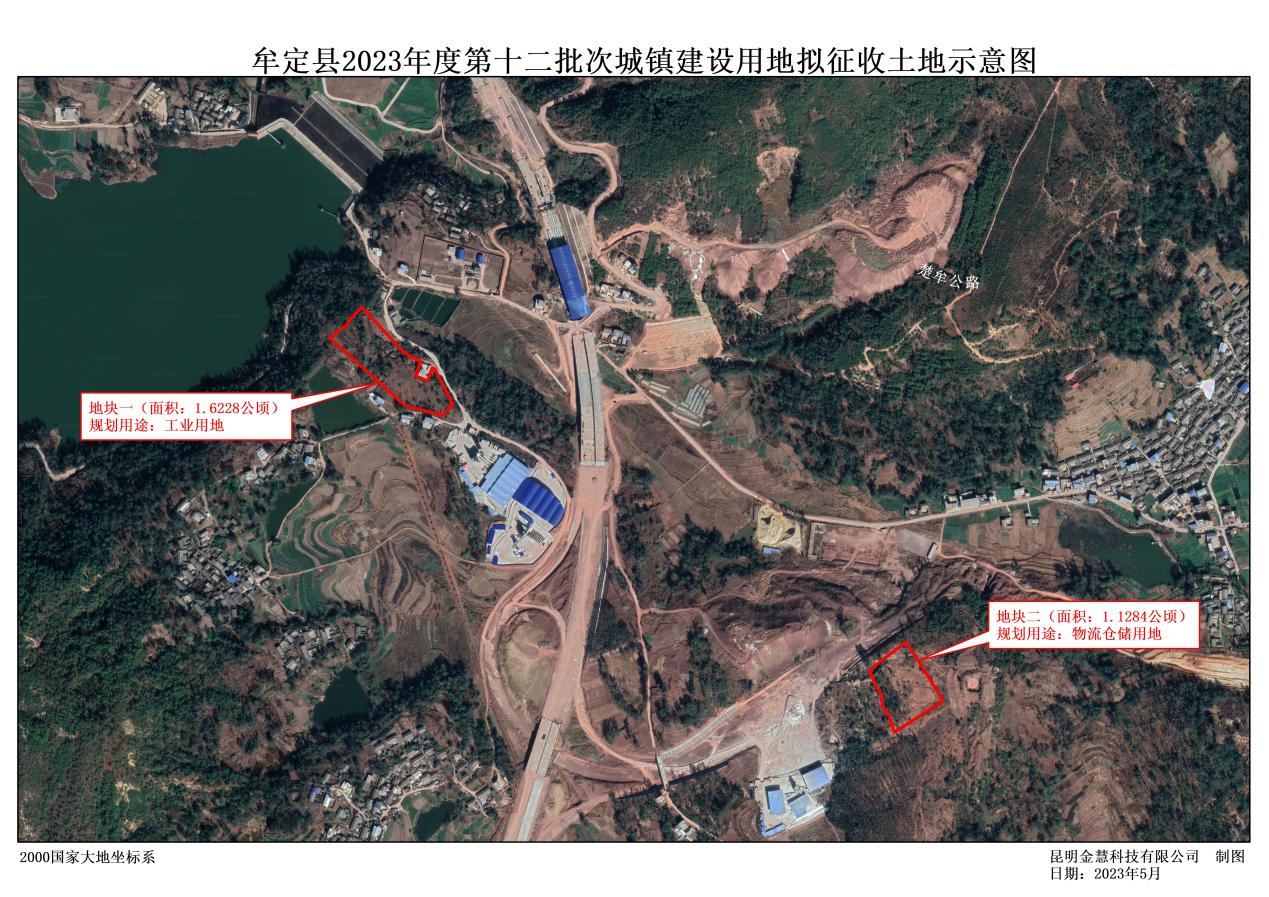 牟定县2023年度第十二批次城镇建设用地拟征收土地示意图
楚牟公路
地块一（面积：1.6228公顷）
规划用途：工业用地
地块二（面积：1.1284公顷）
规划用途：物流仓储用地
2000国家大地坐标系
昆明金慧科技有限公司 制图
日期：2023年5月